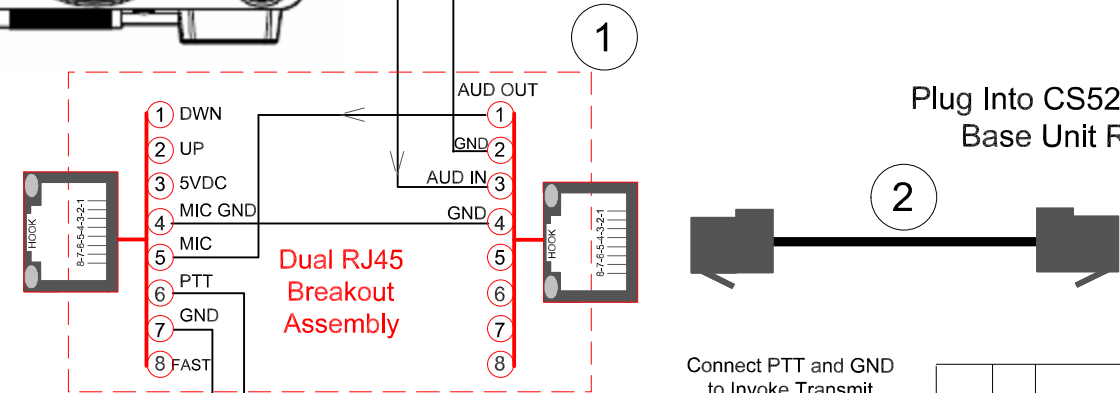 1
AUD OUT
1 DWN
1
2 UP
GND 2
3 5VDC
AUD IN 3
4 MIC GND
GND 4
5 MIC
5
6 PTT
6
7 GND
7
8 FAST
8
HOOK
8-7-6-5-4-3-2-1
HOOK
8-7-6-5-4-3-2-1
Dual RJ45
Breakout
Assembly
Plug Into CS52
Base Unit R
2
Connect PTT and GND
to Invoke Transmit